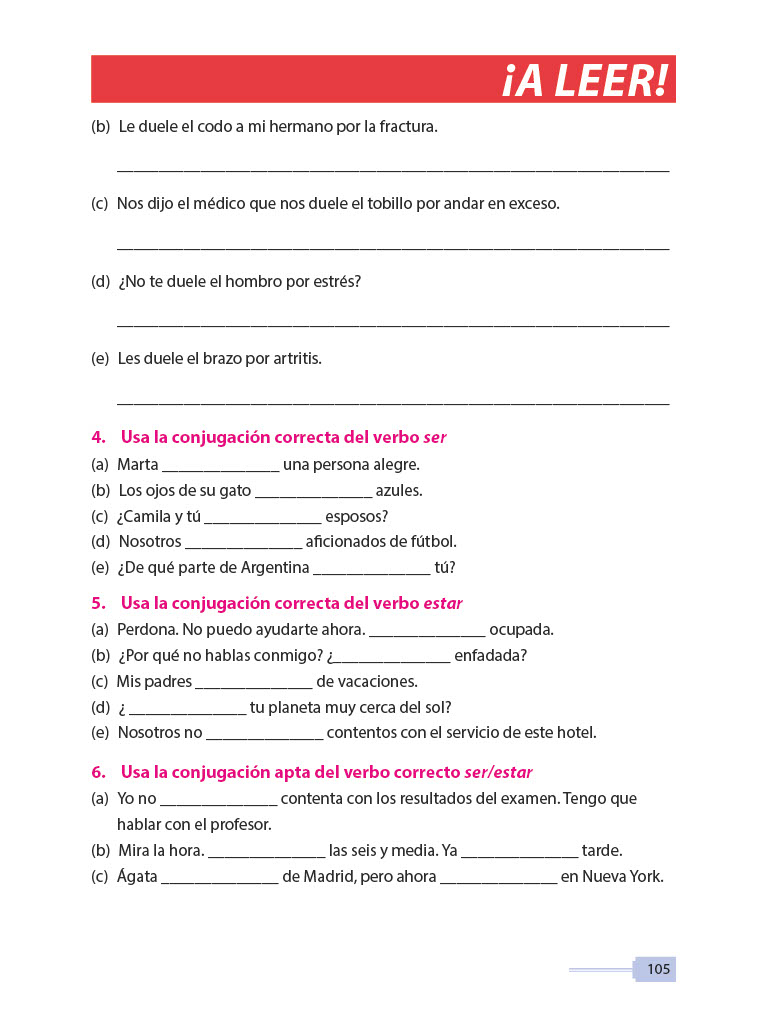 ¡A LEER!
(b) Le duele el codo a mi hermano por la fractura.
______________________________________________________________
(c) Nos dijo el médico que nos duele el tobillo por andar en exceso.
______________________________________________________________
(d) ¿No te duele el hombro por estrés?
______________________________________________________________
(e) Les duele el brazo por artritis.
______________________________________________________________
4. Usa la conjugación correcta del verbo ser
(a) Marta ______________ una persona alegre.
(b) Los ojos de su gato ______________ azules.
(c) ¿Camila y tú ______________ esposos?
(d) Nosotros ______________ aficionados de fútbol.
(e) ¿De qué parte de Argentina ______________ tú?
5. Usa la conjugación correcta del verbo estar
(a) Perdona. No puedo ayudarte ahora. ______________ ocupada.
(b) ¿Por qué no hablas conmigo? ¿______________ enfadada?
(c) Mis padres ______________ de vacaciones.
(d) ¿ ______________ tu planeta muy cerca del sol?
(e) Nosotros no ______________ contentos con el servicio de este hotel.
6. Usa la conjugación apta del verbo correcto ser/estar
(a) Yo no ______________ contenta con los resultados del examen. Tengo que
hablar con el profesor.
(b) Mira la hora. ______________ las seis y media. Ya ______________ tarde.
(c) Ágata ______________ de Madrid, pero ahora ______________ en Nueva York.
105